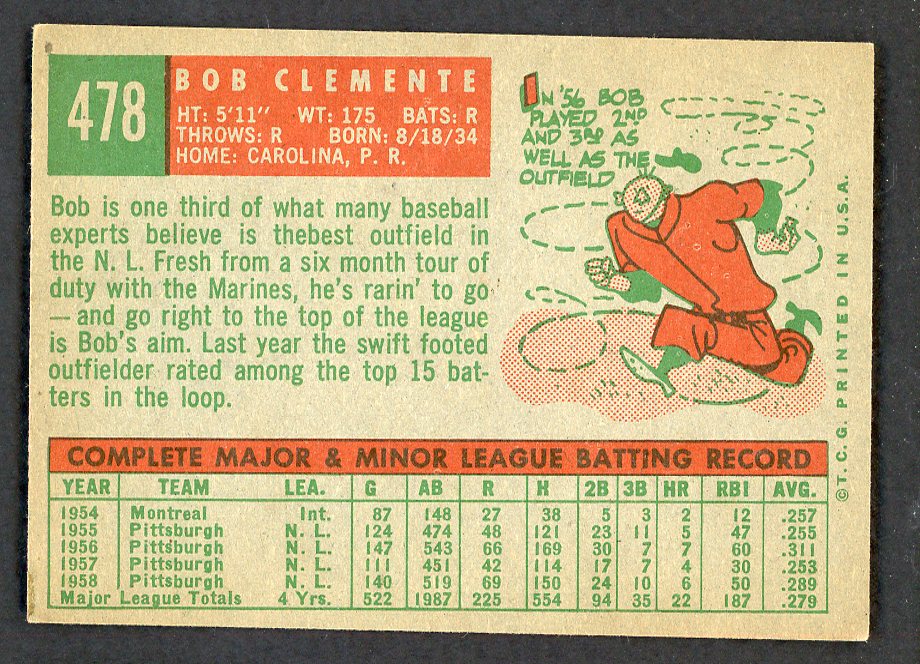 478
BOB CLEMENTE
HT: 5'11" WT: 175 BATS: R
THROWS: R BORN: 8/18/34
HOME: CAROLINA, P. R.
IN '56 BOB
PLAYED 2ND
AND 3RD AS
WELL AS THE
OUTFIELD
Bob is one third of what many baseball
experts believe is thebest outfield in
the N. L. Fresh from a six month tour of
duty with the Marines, he's rarin' to go
—and go right to the top of the league
is Bob's aim. Last year the swift footed
outfielder rated among the top 15 bat-
ters in the loop.
COMPLETE MAJOR & MINOR LEAGUE BATTING RECORD
YEAR TEAM LEA. G AB R H 2B 3B HR RBI AVG.
1954 Montreal Int. 87 148 27 38 5 3 2 12 .257
1955 Pittsburgh N. L. 124 474 48 121 23 11 5 47 .255
1956 Pittsburgh N. L. 147 543 66 169 30 7 7 60 .311
1957 Pittsburgh N. L. 111 451 42 114 17 7 4 30 .253
1958 Pittsburgh N. L. 140 519 69 150 24 10 6 50 .289
Major League Totals 4 Yrs. 522 1987 225 554 94 35 22 187 .279
©T. C. G. PRINTED IN U.S.A.